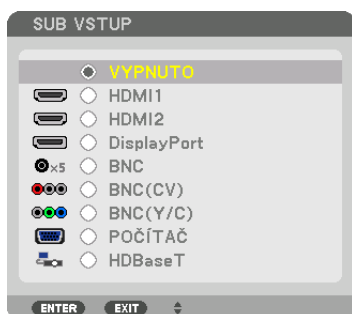 SUB VSTUP
VYPNUTO
HDMI1
HDMI2
DisplayPort
×5 BNC
BNC(CV)
BNC(Y/C)
POČÍTAČ
HDBaseT
ENTER EXIT